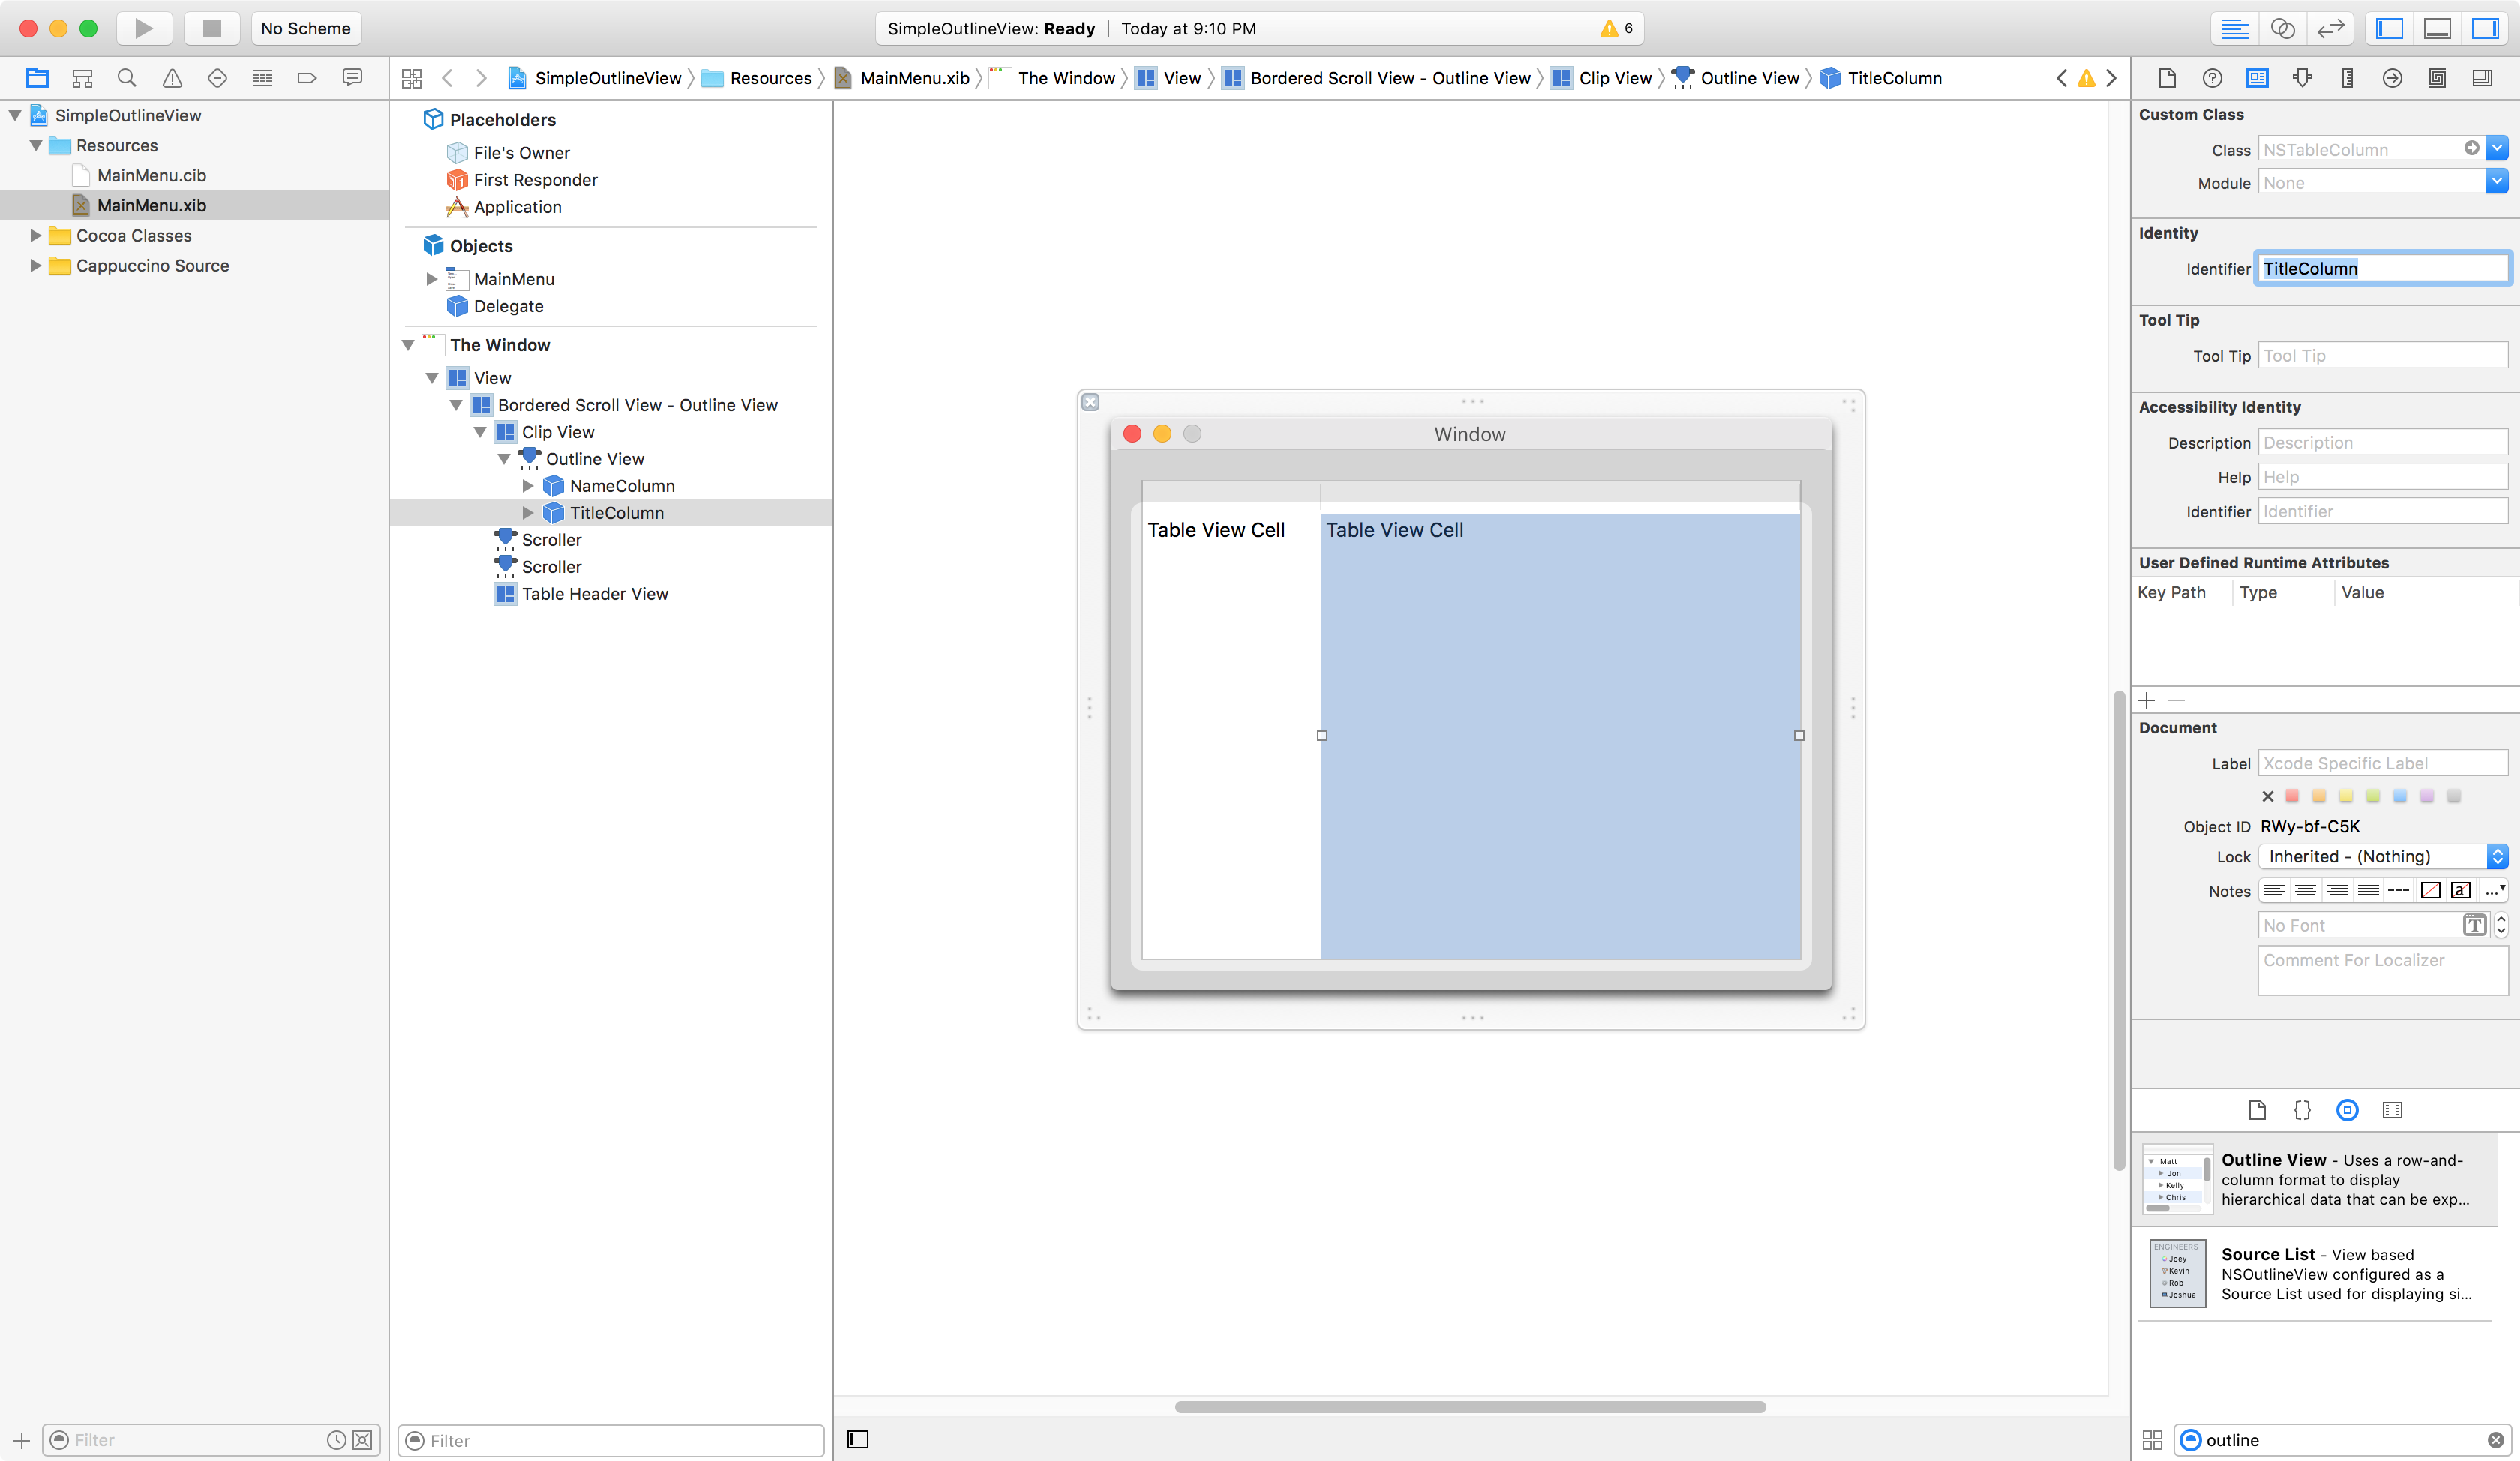 No Scheme
SimpleOutlineView: Ready | Today at 9:10 PM
6
SimpleOutlineView
Resources
MainMenu.xib
The Window
View
Bordered Scroll View - Outline View
Clip View
Outline View
TitleColumn
SimpleOutlineView
Resources
MainMenu.cib
MainMenu.xib
Cocoa Classes
Cappuccino Source
Filter
Placeholders
File's Owner
First Responder
Application
Objects
MainMenu
Delegate
The Window
View
Bordered Scroll View - Outline View
Clip View
Outline View
NameColumn
TitleColumn
Scroller
Scroller
Table Header View
Filter
Window
Table View Cell
Table View Cell
Custom Class
Class NSTableColumn
Module None
Identity
Identifier TitleColumn
Tool Tip
Tool Tip Tool Tip
Accessibility Identity
Description Description
Help Help
Identifier Identifier
User Defined Runtime Attributes
Key Path Type Value
Document
Label Xcode Specific Label
Object ID RWy-bf-C5K
Lock Inherited - (Nothing)
Notes
No Font
Comment For Localizer
Matt
Jon
Kelly
Chris
Outline View - Uses a row-and-
column format to display
hierarchical data that can be exp...
ENGINEERS
Joey
Kevin
Rob
Joshua
Source List - View based
NSOutlineView configured as a
Source List used for displaying si...
outline